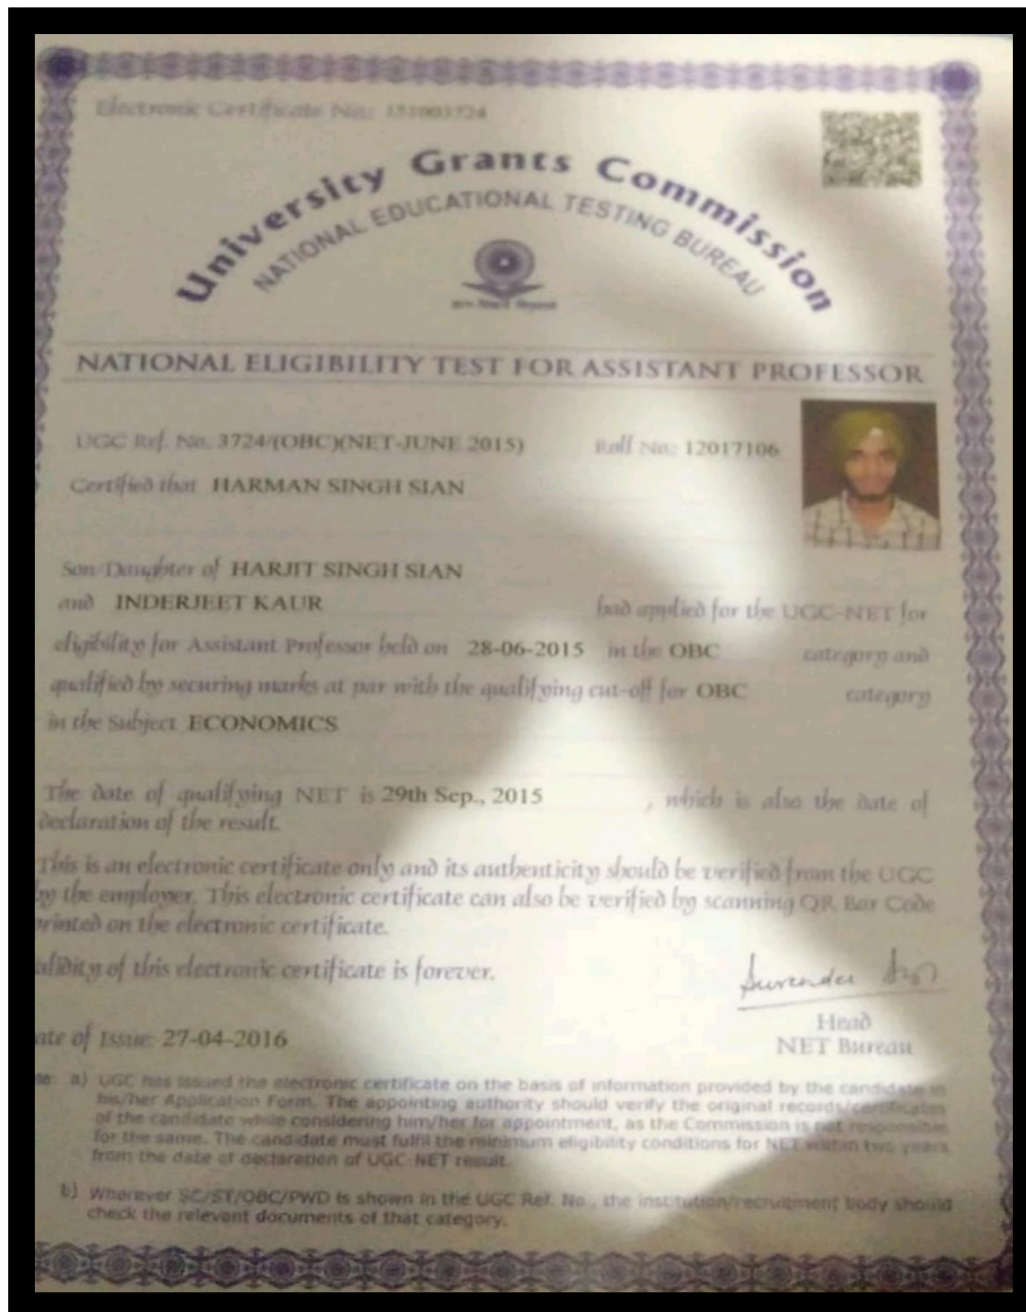 Electronic Certificate No.: 151003724
University Grants Commission
NATIONAL EDUCATIONAL TESTING BUREAU
NATIONAL ELIGIBILITY TEST FOR ASSISTANT PROFESSOR
UGC Ref. No. 3724/(OBC)(NET-JUNE 2015) Roll No.: 12017106
Certified that HARMAN SINGH SIAN
Son/Daughter of HARJIT SINGH SIAN
and INDERJEET KAUR had applied for the UGC-NET for
eligibility for Assistant Professor held on 28-06-2015 in the OBC category and
qualified by securing marks at par with the qualifying cut-off for OBC category
in the Subject ECONOMICS
The date of qualifying NET is 29th Sep., 2015 , which is also the date of
declaration of the result.
This is an electronic certificate only and its authenticity should be verified from the UGC
by the employer. This electronic certificate can also be verified by scanning QR Bar Code
printed on the electronic certificate.
alidity of this electronic certificate is forever.
Surender
Head
ate of Issue: 27-04-2016
NET Bureau
a) UGC has issued the electronic certificate on the basis of information provided by the candidate in
his/her Application Form. The appointing authority should verify the original records/certificates
of the candidate while considering him/her for appointment, as the Commission is not responsible
for the same. The candidate must fulfil the minimum eligibility conditions for NET within two years
from the date of declaration of UGC NET result.
b) Wherever SC/ST/OBC/PWD is shown in the UGC Ref. No., the institution/recruitment body should
check the relevant documents of that category.